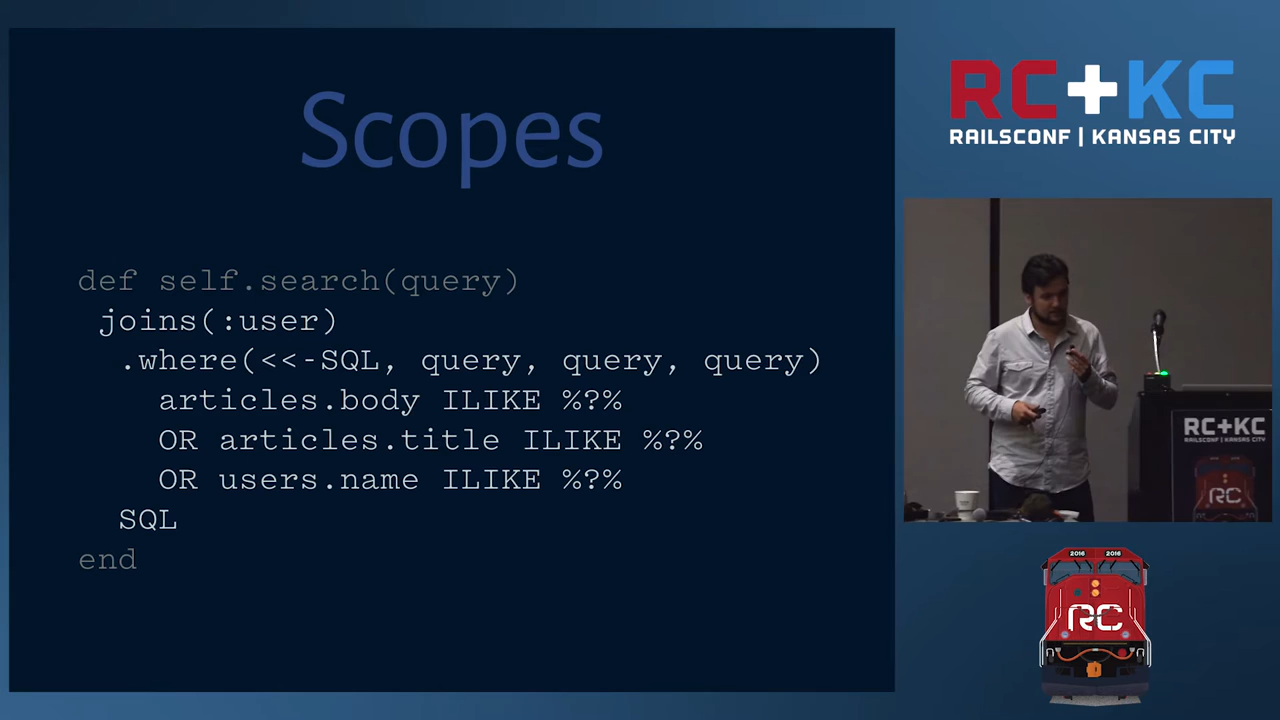 Scopes
def self.search(query)
joins(:user)
.where(<<-SQL, query, query, query)
articles.body ILIKE %?%
OR articles.title ILIKE %?%
OR users.name ILIKE %?%
SQL
end
RC+KC
RAILSCONF | KANSAS CITY
RC+KC
RAILSCONF | KANSAS CITY
RC
2016 2016
RC